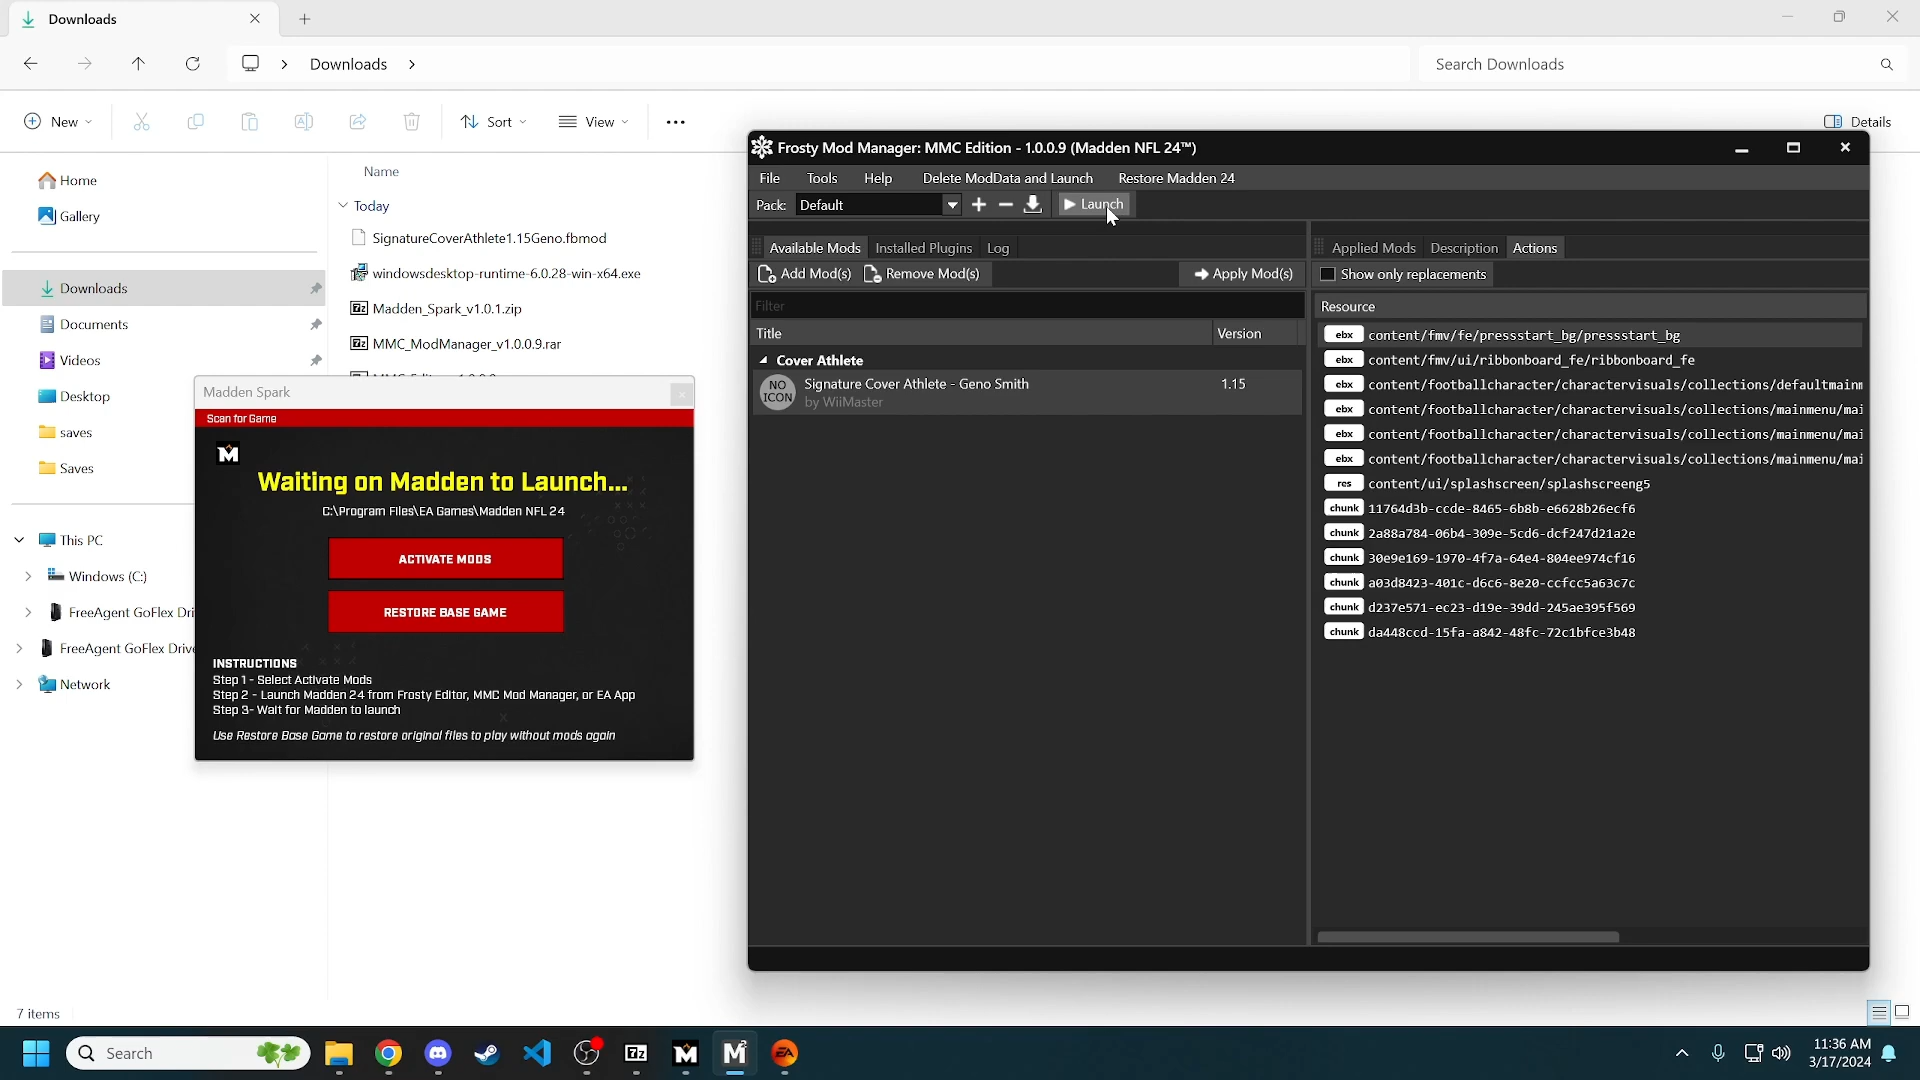 Downloads
Downloads
Search Downloads
New
Sort
View
Details
Home
Gallery
Downloads
Documents
Videos
Desktop
saves
Saves
This PC
Windows (C:)
FreeAgent GoFlex Dri
FreeAgent GoFlex Drive
Network
Name
Today
SignatureCoverAthlete1.15Geno.fbmod
windowsdesktop-runtime-6.0.28-win-x64.exe
Madden_Spark_v1.0.1.zip
MMC_ModManager_v1.0.0.9.rar
Madden Spark
Scan for Game
Waiting on Madden to Launch...
C:\Program Files\EA Games\Madden NFL 24
ACTIVATE MODS
RESTORE BASE GAME
INSTRUCTIONS
Step 1 - Select Activate Mods
Step 2 - Launch Madden 24 from Frosty Editor, MMC Mod Manager, or EA App
Step 3- Wait for Madden to launch
Use Restore Base Game to restore original files to play without mods again
Frosty Mod Manager: MMC Edition - 1.0.0.9 (Madden NFL 24™)
File Tools Help Delete ModData and Launch Restore Madden 24
Pack: Default Launch
Available Mods Installed Plugins Log
Add Mod(s) Remove Mod(s) Apply Mod(s)
Filter
Title Version
Cover Athlete
NO ICON
Signature Cover Athlete - Geno Smith 1.15
by WiiMaster
Applied Mods Description Actions
Show only replacements
Resource
ebx content/fmv/fe/pressstart_bg/pressstart_bg
ebx content/fmv/ui/ribbonboard_fe/ribbonboard_fe
ebx content/footballcharacter/charactervisuals/collections/defaultmainm
ebx content/footballcharacter/charactervisuals/collections/mainmenu/mai
ebx content/footballcharacter/charactervisuals/collections/mainmenu/mai
ebx content/footballcharacter/charactervisuals/collections/mainmenu/mai
res content/ui/splashscreen/splashscreeng5
chunk 11764d3b-ccde-8465-6b8b-e6628b26ecf6
chunk 2a88a784-06b4-309e-5cd6-dcf247d21a2e
chunk 30e9e169-1970-4f7a-64e4-804ee974cf16
chunk a03d8423-401c-d6c6-8e20-ccfcc5a63c7c
chunk d237e571-ec23-d19e-39dd-245ae395f569
chunk da448ccd-15fa-a842-48fc-72c1bfce3b48
7 items
Search
11:36 AM
3/17/2024